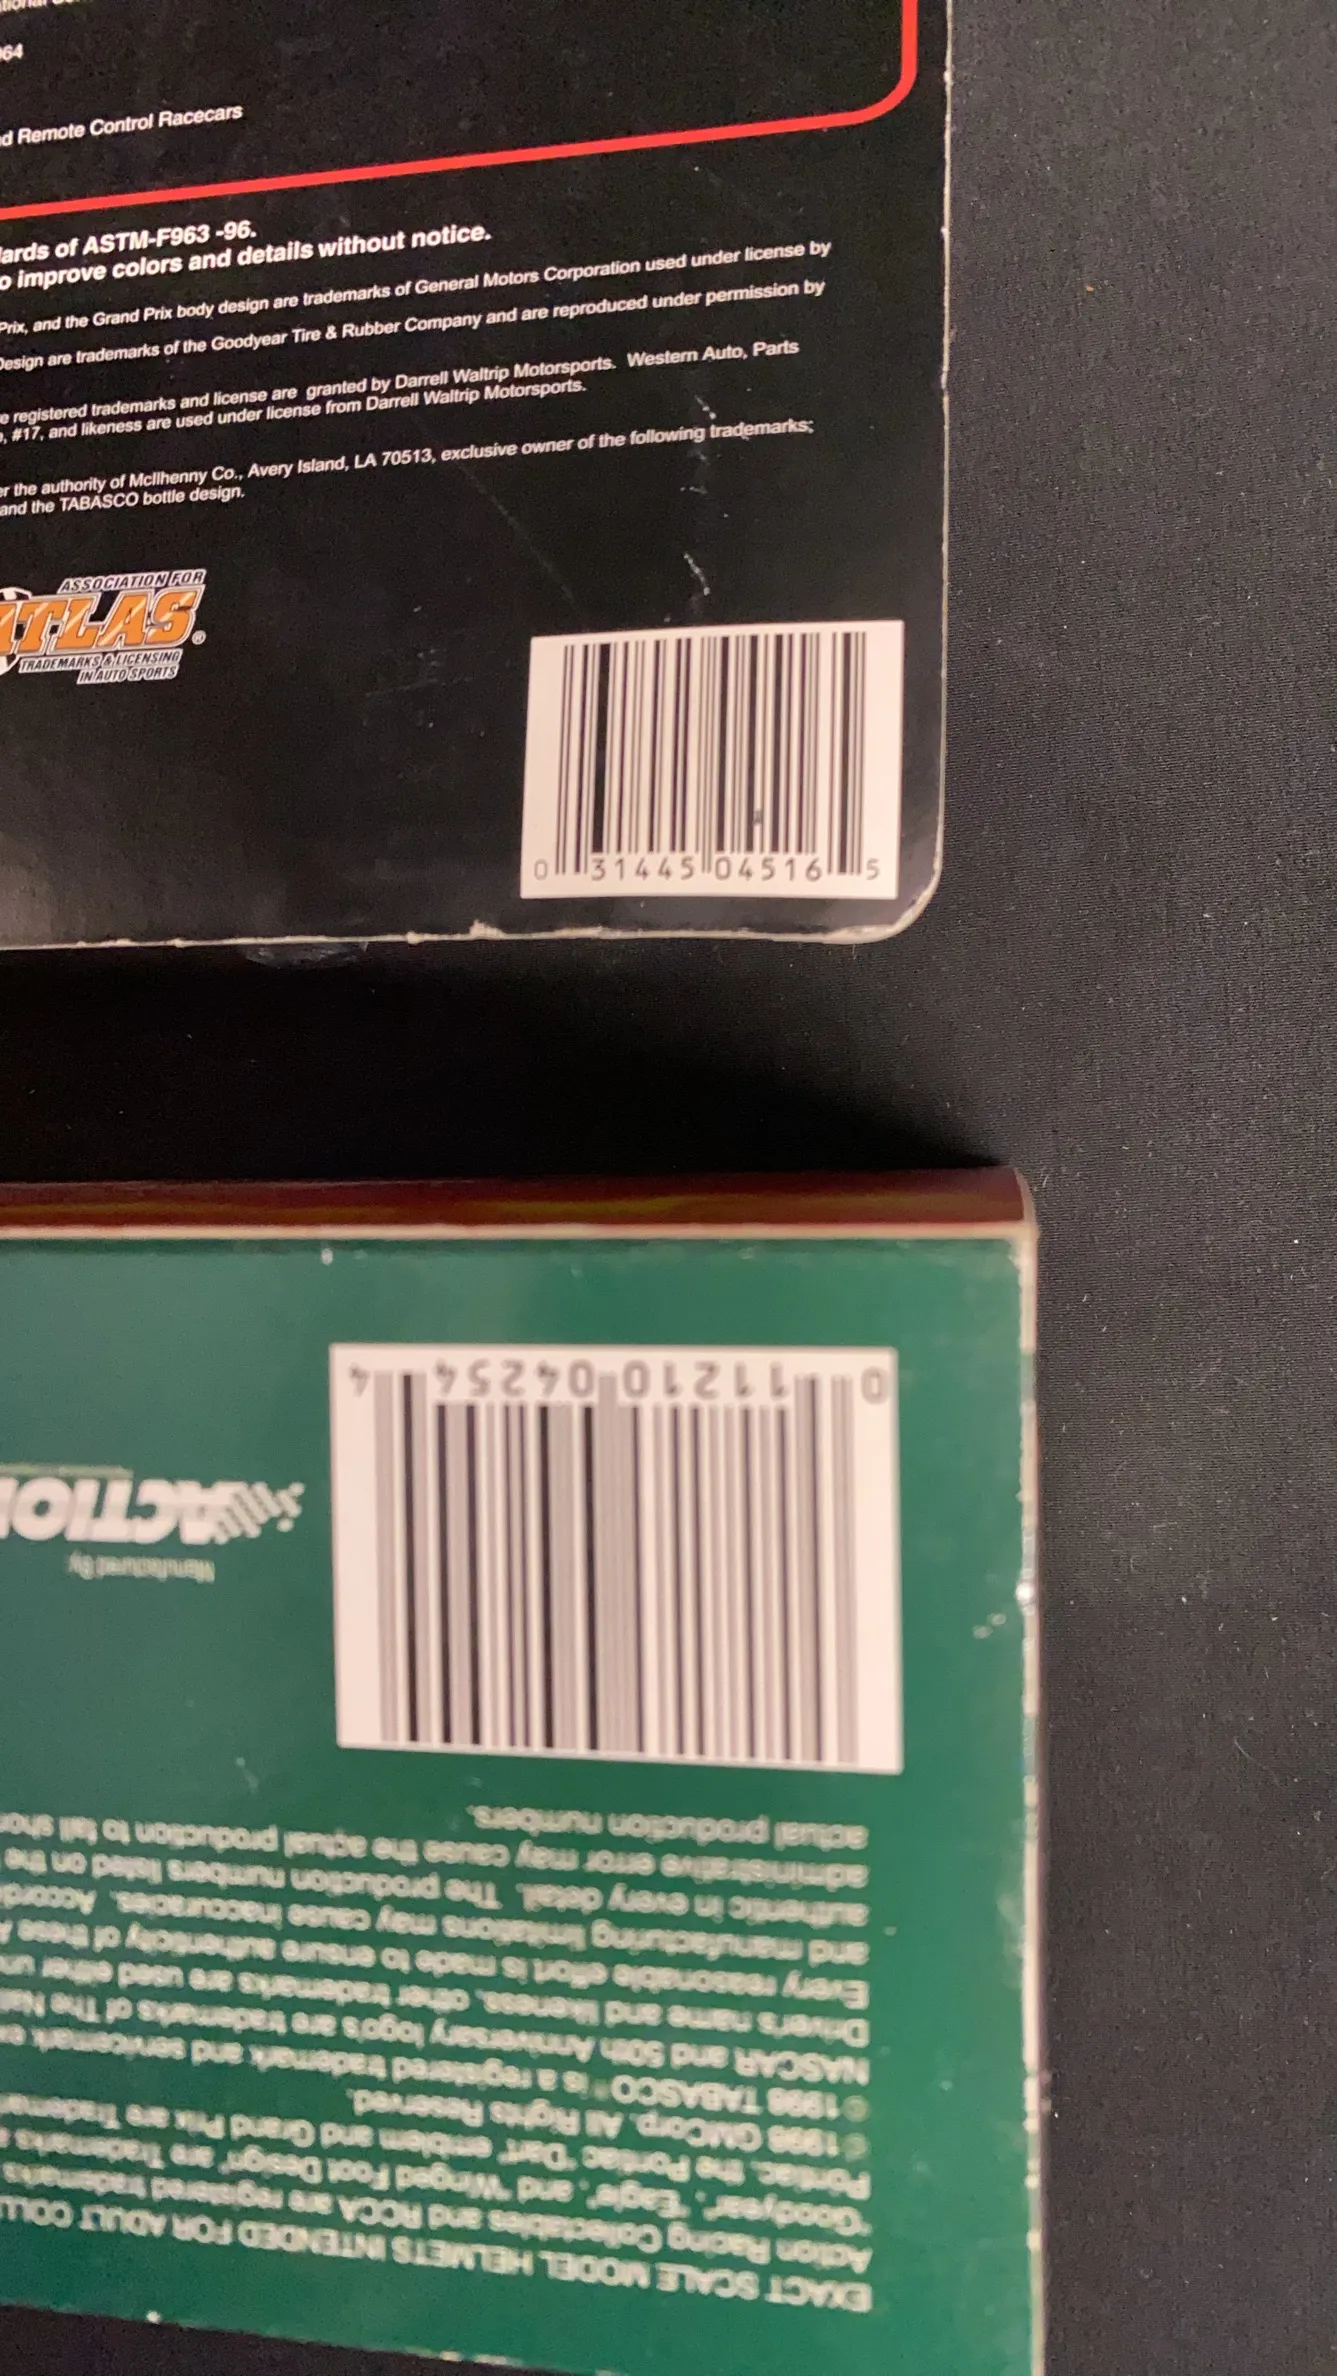 964
d Remote Control Racecars
ards of ASTM-F963 -96.
o improve colors and details without notice.
Prix, and the Grand Prix body design are trademarks of General Motors Corporation used under license by
Design are trademarks of the Goodyear Tire & Rubber Company and are reproduced under permission by
e registered trademarks and license are granted by Darrell Waltrip Motorsports. Western Auto, Parts
, #17, and likeness are used under license from Darrell Waltrip Motorsports.
er the authority of McIlhenny Co., Avery Island, LA 70513, exclusive owner of the following trademarks;
and the TABASCO bottle design.
ASSOCIATION FOR
ATLAS®
TRADEMARKS & LICENSING
IN AUTO SPORTS
0 31445 04516 5
EXACT SCALE MODEL HELMETS INTENDED FOR ADULT COLL
Action Racing Collectables and RCCA are registered trademarks
"Goodyear", "Eagle", and "Winged Foot Design" are Trademarks
Pontiac, the Pontiac "Dart" emblem and Grand Prix are Tradema
©1998 GMCorp. All Rights Reserved.
©1998 TABASCO® is a registered trademark and servicemark
NASCAR and 50th Anniversary logo's are trademarks of The Na
Driver's name and likeness, other trademarks are used either un
Every reasonable effort is made to ensure authenticity of these
and manufacturing limitations may cause inaccuracies. Accord
authentic in every detail. The production numbers listed on the
administrative error may cause the actual production to fall sho
actual production numbers.
Manufactured By
ACTIO
0 11210 04254 4